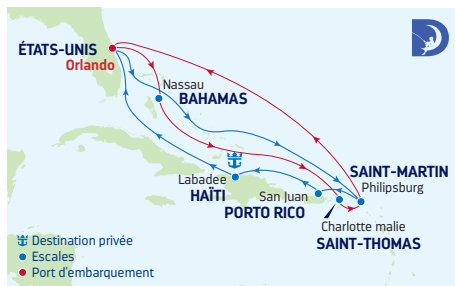 ÉTATS-UNIS
Orlando
Nassau
BAHAMAS
SAINT-MARTIN
Philipsburg
Labadee
HAÏTI
San Juan
PORTO RICO
Charlotte malie
SAINT-THOMAS
Destination privée
Escales
Port d'embarquement